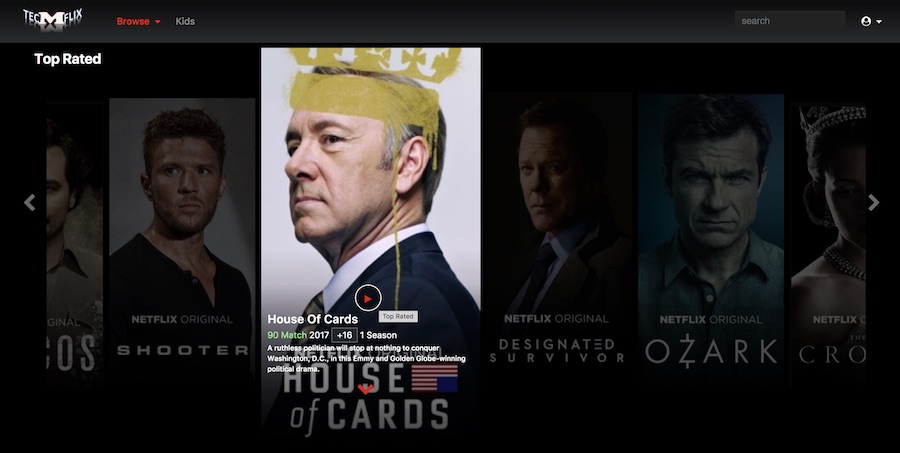 TECMFLIX
Browse
Kids
search
Top Rated
INAL
COS
NETFLIX ORIGINAL
SHOOTER
Top Rated
House Of Cards
90 Match 2017 +16 1 Season
A ruthless politician will stop at nothing to conquer
Washington, D.C., in this Emmy and Golden Globe-winning
political drama.
NETFLIX ORIGINAL
HOUSE
of CARDS
NETFLIX ORIGINAL
DESIGNATED
SURVIVOR
NETFLIX ORIGINAL
OZARK
NETFLIX O
THE
CRO